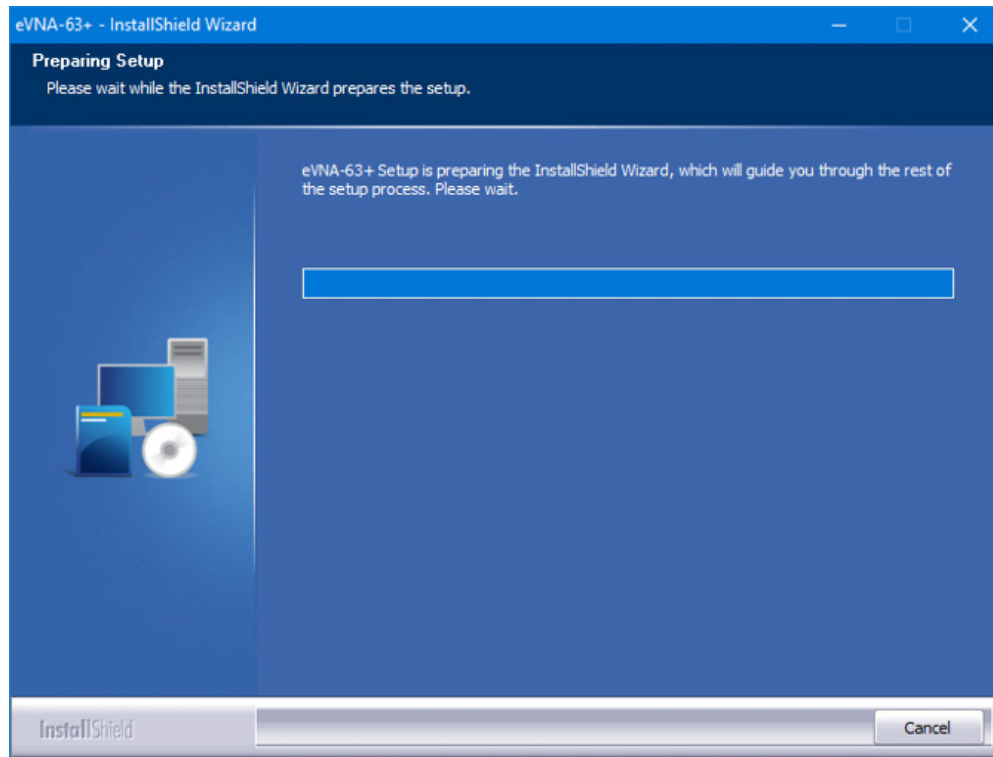 eVNA-63+ - InstallShield Wizard
Preparing Setup
Please wait while the InstallShield Wizard prepares the setup.
eVNA-63+ Setup is preparing the InstallShield Wizard, which will guide you through the rest of
the setup process. Please wait.
InstallShield
Cancel